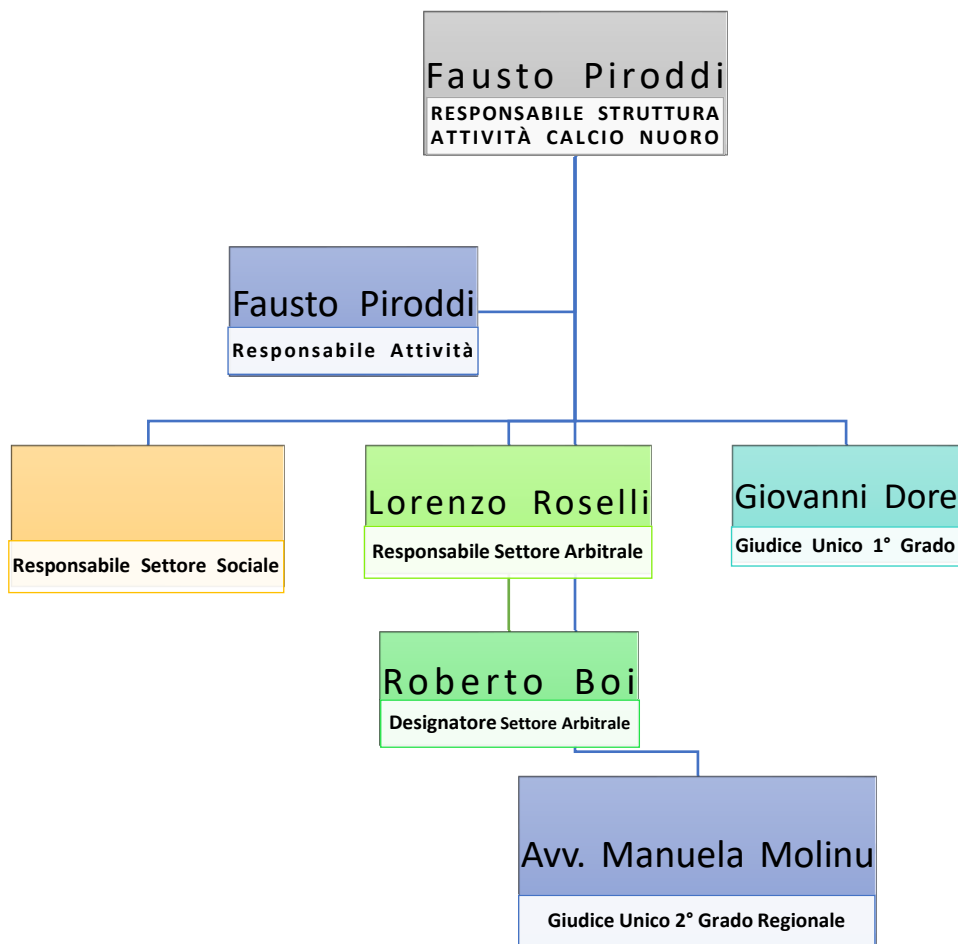 Fausto Piroddi
RESPONSABILE STRUTTURA
ATTIVITÀ CALCIO NUORO
Fausto Piroddi
Responsabile Attività
Responsabile Settore Sociale
Lorenzo Roselli
Responsabile Settore Arbitrale
Giovanni Dore
Giudice Unico 1° Grado
Roberto Boi
Designatore Settore Arbitrale
Avv. Manuela Molinu
Giudice Unico 2° Grado Regionale